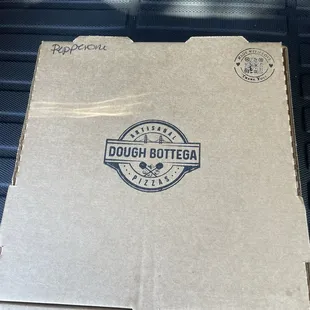 Pepperoni
ARTISANAL
DOUGH BOTTEGA
PIZZAS